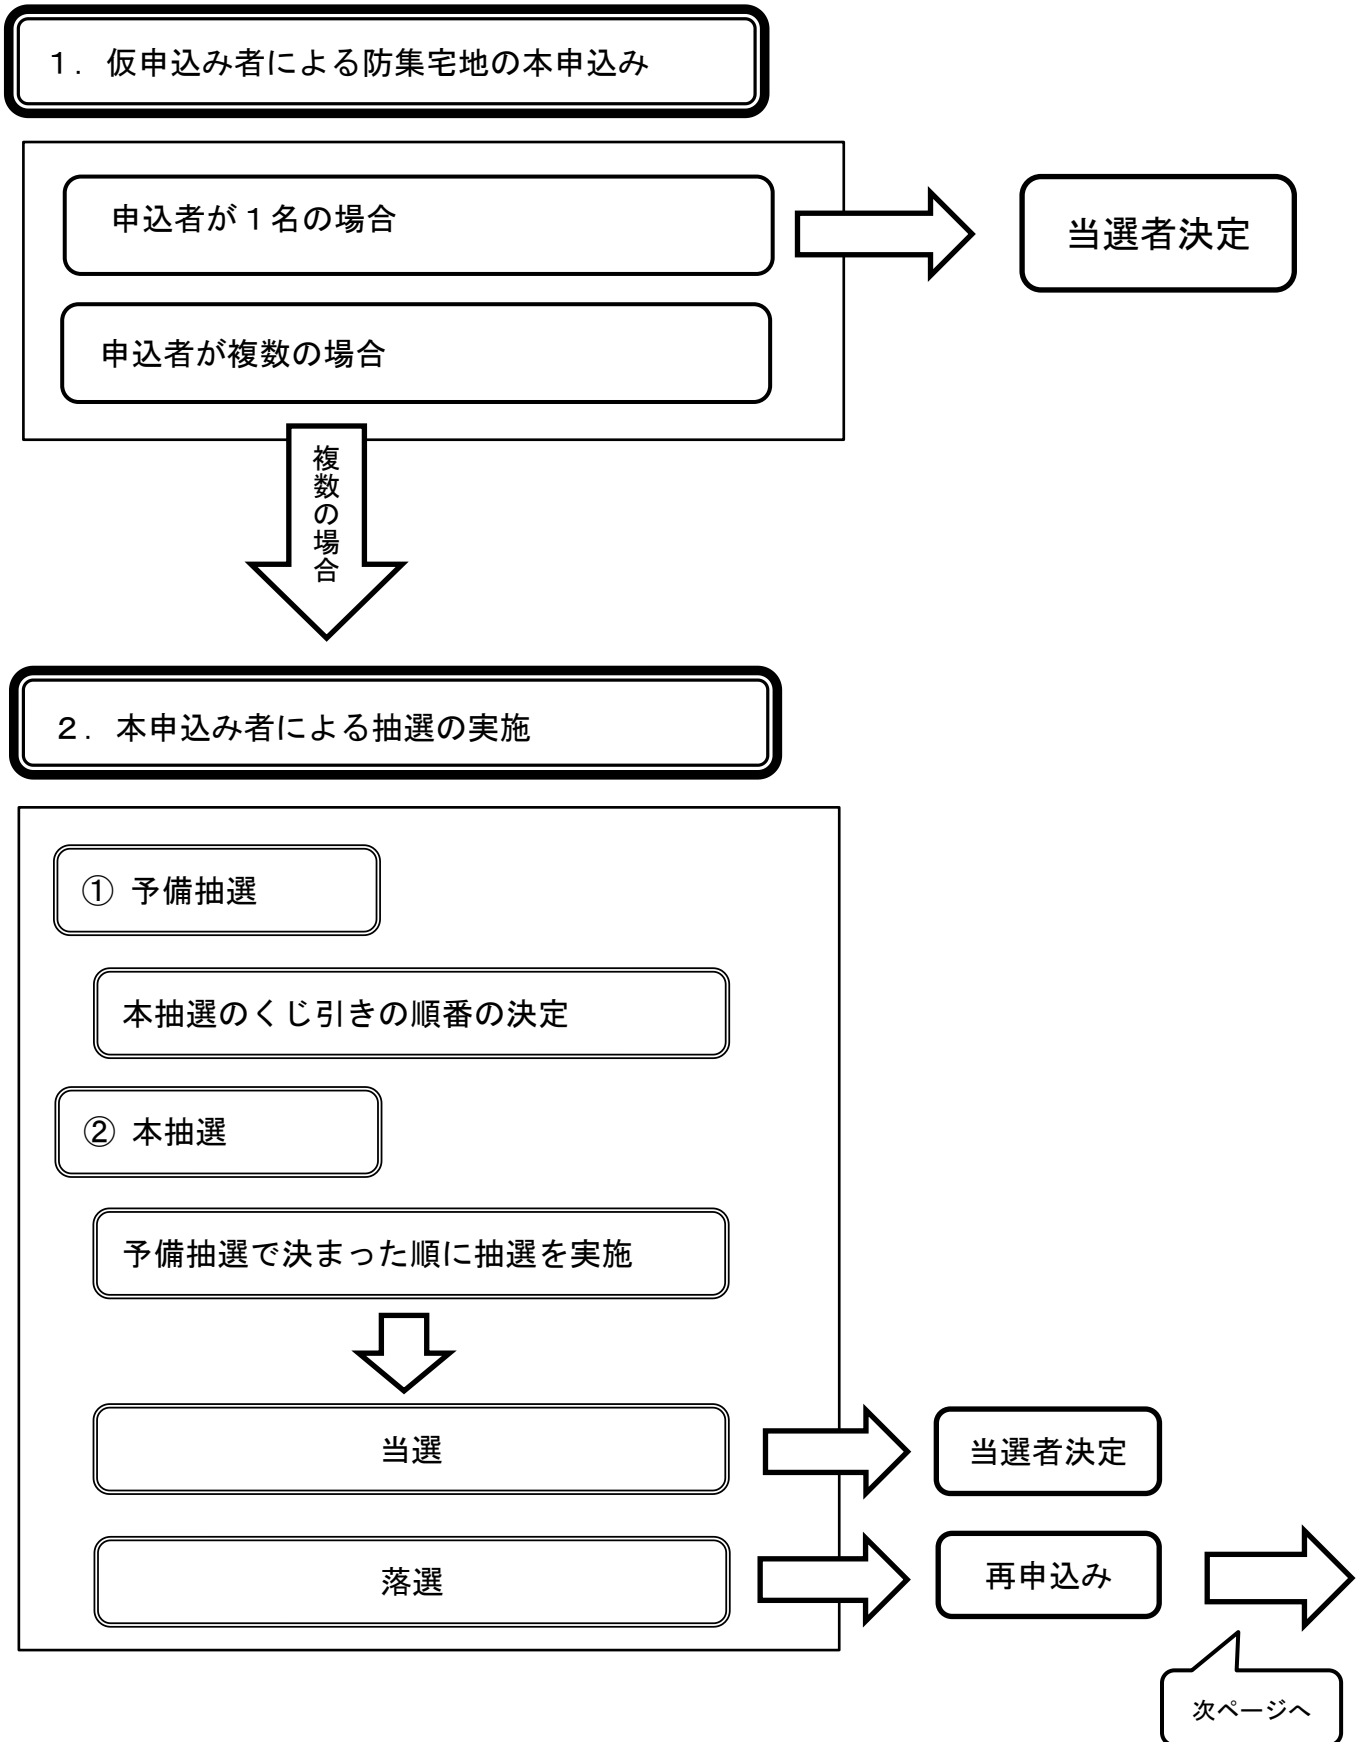 １．仮申込み者による防集宅地の本申込み
申込者が１名の場合
当選者決定
申込者が複数の場合
複数の場合
２．本申込み者による抽選の実施
① 予備抽選
本抽選のくじ引きの順番の決定
② 本抽選
予備抽選で決まった順に抽選を実施
当選
当選者決定
落選
再申込み
次ページへ